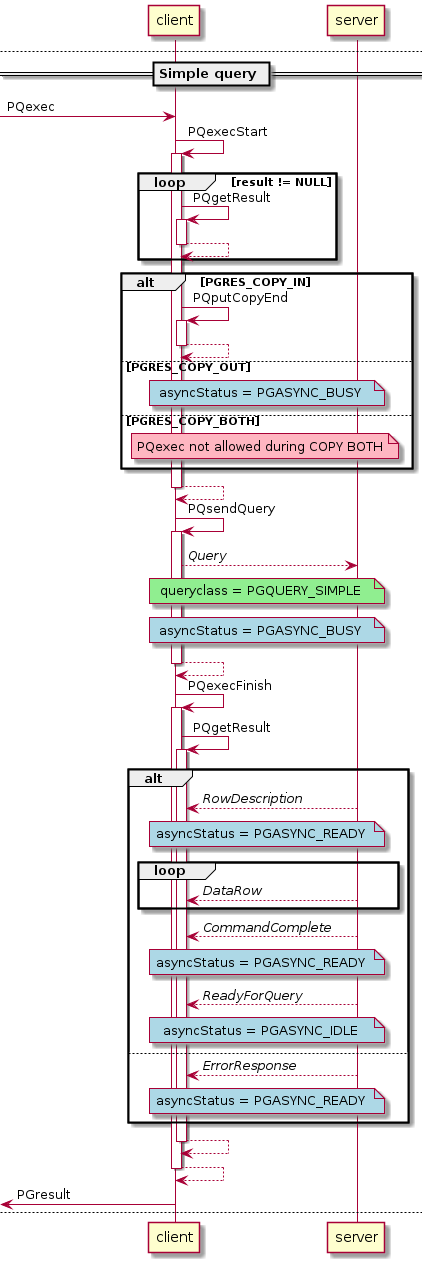 client server
Simple query
PQexec
PQexecStart
loop [result != NULL]
PQgetResult
alt [PGRES_COPY_IN]
PQputCopyEnd
[PGRES_COPY_OUT]
asyncStatus = PGASYNC_BUSY
[PGRES_COPY_BOTH]
PQexec not allowed during COPY BOTH
PQsendQuery
Query
queryclass = PGQUERY_SIMPLE
asyncStatus = PGASYNC_BUSY
PQexecFinish
PQgetResult
alt
RowDescription
asyncStatus = PGASYNC_READY
loop
DataRow
CommandComplete
asyncStatus = PGASYNC_READY
ReadyForQuery
asyncStatus = PGASYNC_IDLE
ErrorResponse
asyncStatus = PGASYNC_READY
PGresult
client server